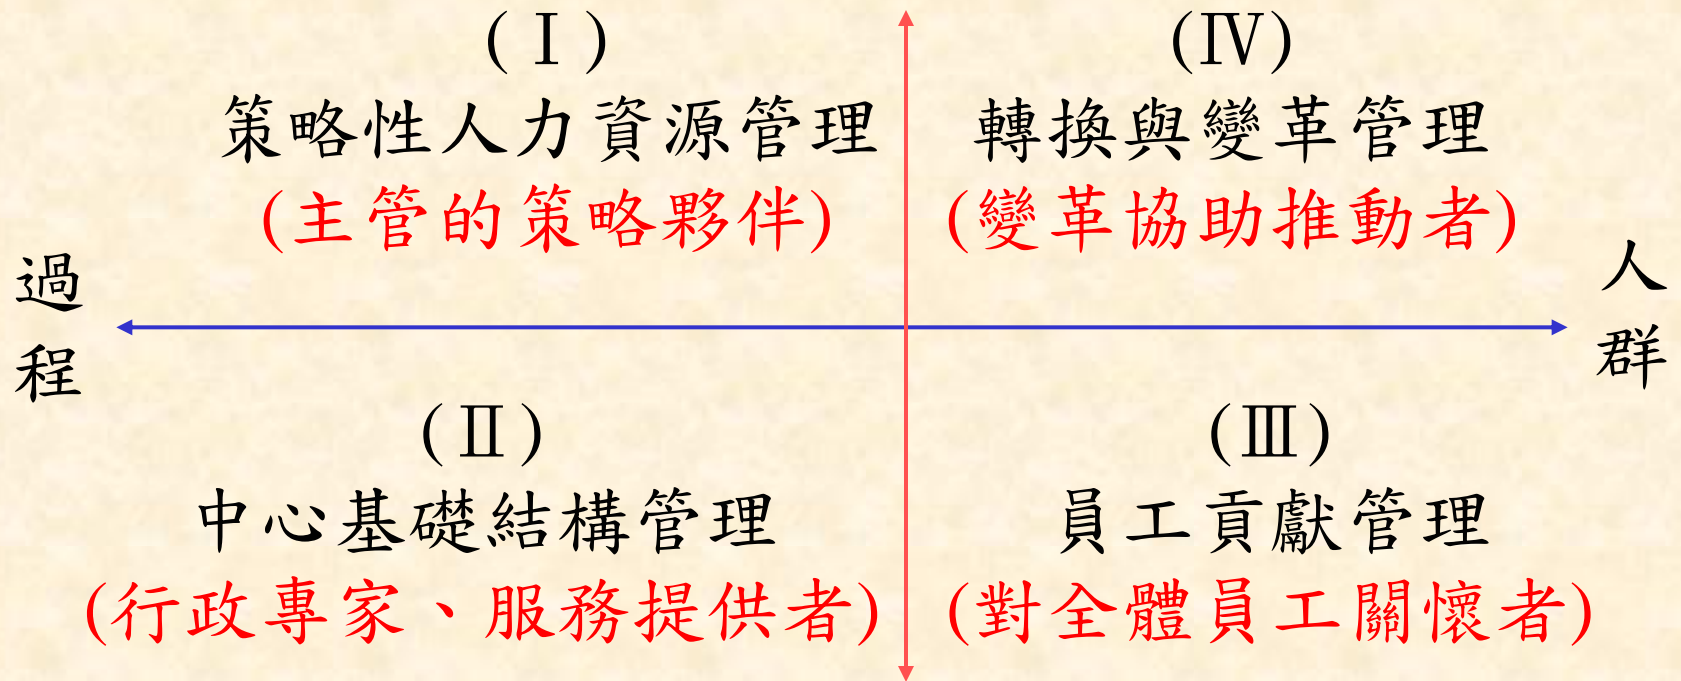 (Ⅰ)
策略性人力資源管理
(主管的策略夥伴)
(Ⅳ)
轉換與變革管理
(變革協助推動者)
過程
人群
(Ⅱ)
中心基礎結構管理
(行政專家、服務提供者)
(Ⅲ)
員工貢獻管理
(對全體員工關懷者)